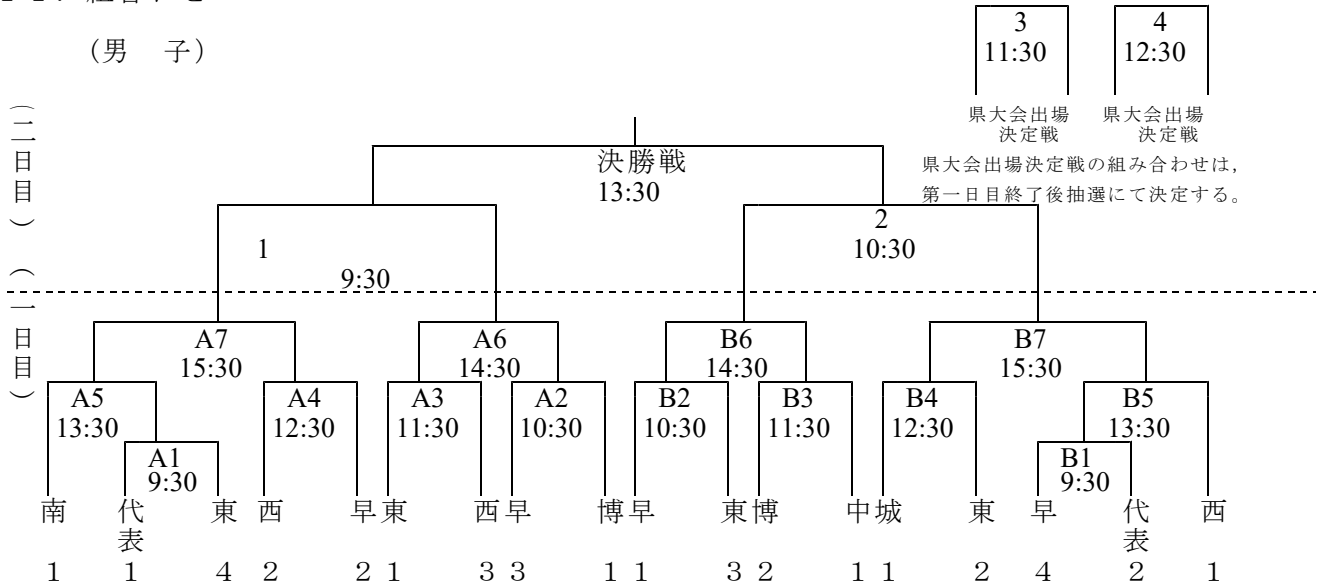 （男　子）
3
11:30
4
12:30
県大会出場
決定戦
県大会出場
決定戦
県大会出場決定戦の組み合わせは，
第一日目終了後抽選にて決定する。
（二日目）
決勝戦
13:30
1
9:30
2
10:30
（一日目）
A7
15:30
A6
14:30
B6
14:30
B7
15:30
A5
13:30
A4
12:30
A3
11:30
A2
10:30
B2
10:30
B3
11:30
B4
12:30
B5
13:30
A1
9:30
B1
9:30
南 代表 東 西 早 東 西 早 博 早 東 博 中 城 東 早 代表 西
１ １ ４ ２ ２ １ ３ ３ １ １ ３ ２ １ １ ２ ４ ２ １